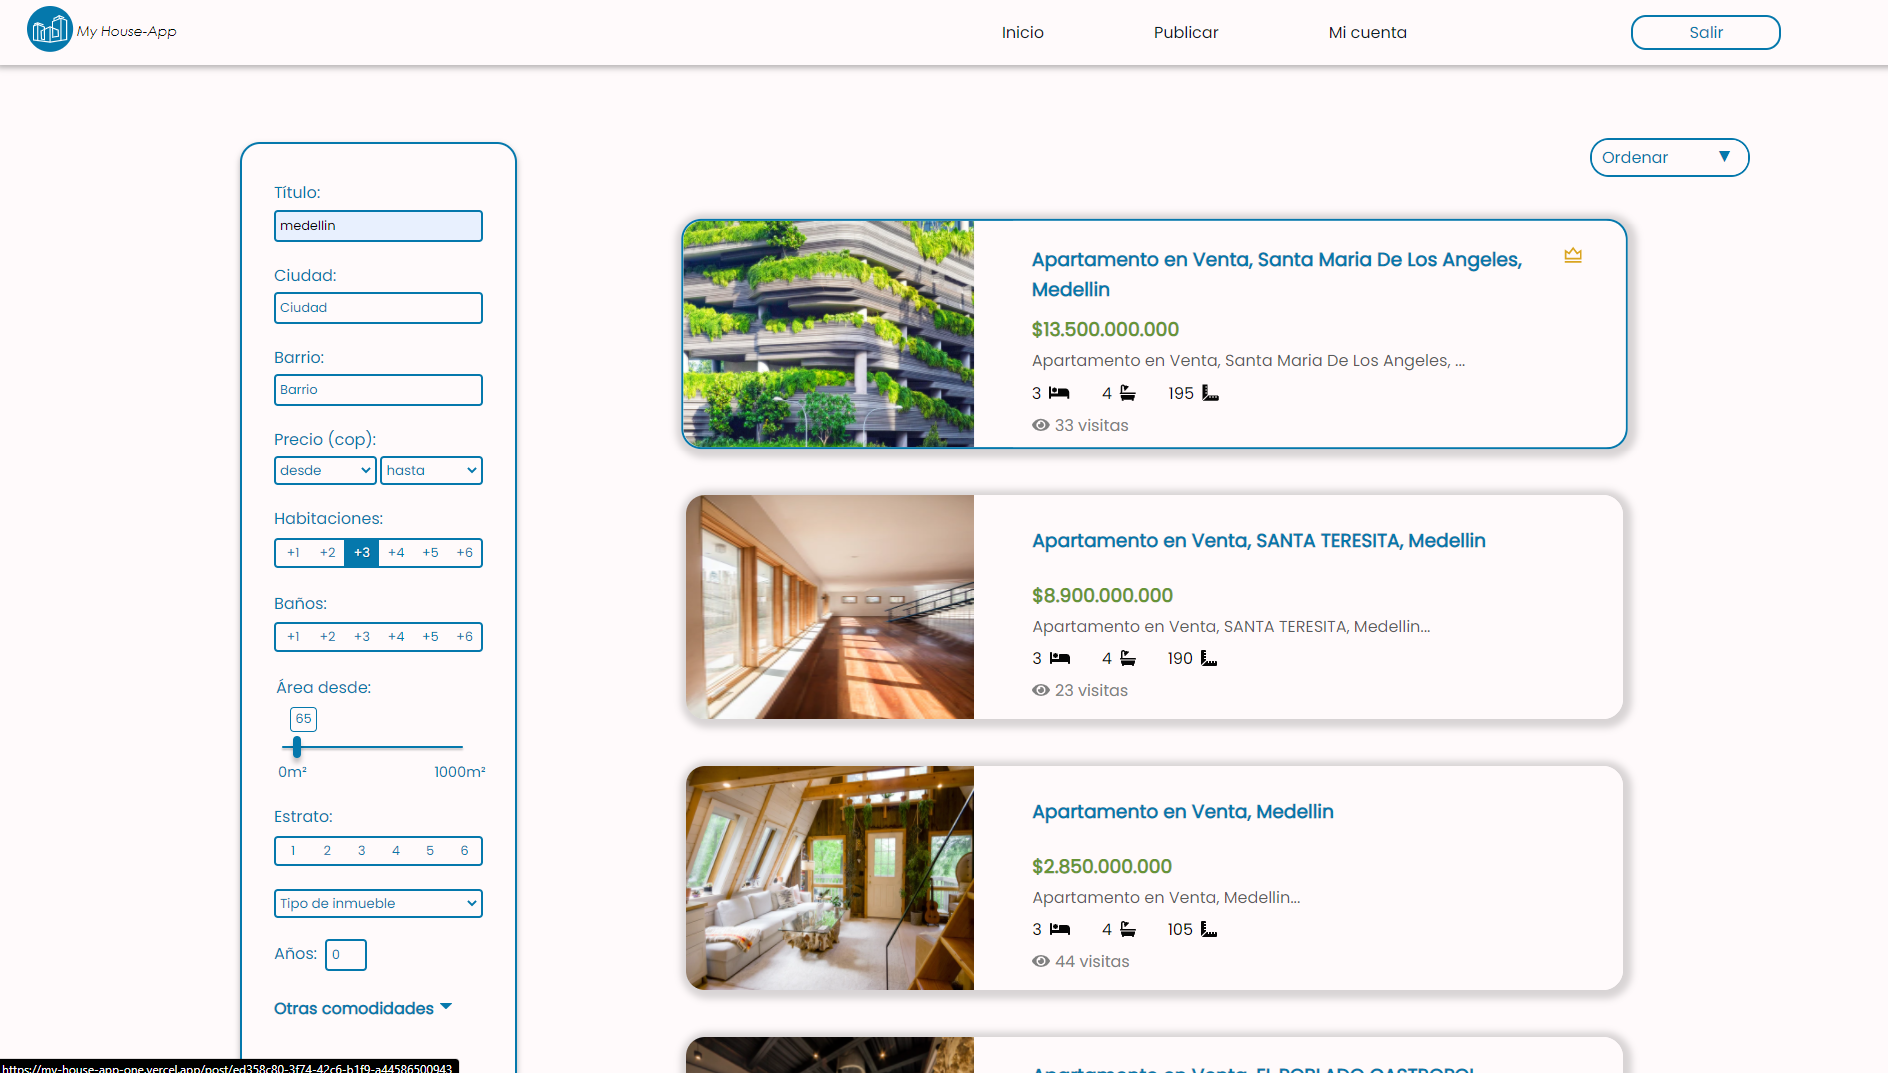 My House-App
Inicio
Publicar
Mi cuenta
Salir
Ordenar ▼
Título:
medellin
Ciudad:
Ciudad
Barrio:
Barrio
Precio (cop):
desde hasta
Habitaciones:
+1 +2 +3 +4 +5 +6
Baños:
+1 +2 +3 +4 +5 +6
Área desde:
65
0m² 1000m²
Estrato:
1 2 3 4 5 6
Tipo de inmueble
Años: 0
Otras comodidades
Apartamento en Venta, Santa Maria De Los Angeles,
Medellin
$13.500.000.000
Apartamento en Venta, Santa Maria De Los Angeles, ...
3 4 195
33 visitas
Apartamento en Venta, SANTA TERESITA, Medellin
$8.900.000.000
Apartamento en Venta, SANTA TERESITA, Medellin...
3 4 190
23 visitas
Apartamento en Venta, Medellin
$2.850.000.000
Apartamento en Venta, Medellin...
3 4 105
44 visitas
Apartamento en Venta, EL POBLADO CASTROPOL
https://my-house-app-one.vercel.app/post/ed358c80-3f74-42c6-b1f9-a44586500943